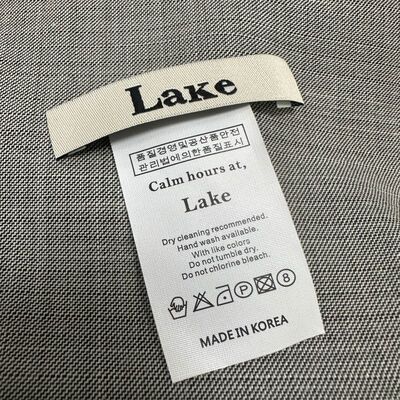 Lake
품질경영및공산품안전
관리법에의한품질표시
Calm hours at,
Lake
Dry cleaning recommended.
Hand wash available.
With like colors
Do not tumble dry.
Do not chlorine bleach.
MADE IN KOREA